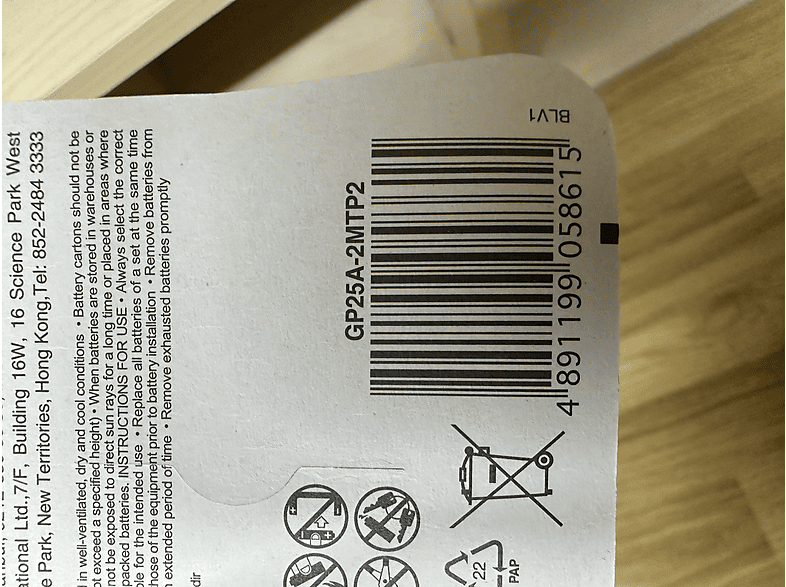 Science Park West
ational Ltd.,7/F, Building 16W, 16
e Park, New Territories, Hong Kong,Tel: 852-2484 3333
in well-ventilated, dry and cool conditions • Battery cartons should not be
exceed a specified height) • When batteries are stored in warehouses or
not be exposed to direct sun rays for a long time or placed in areas where
packed batteries. INSTRUCTIONS FOR USE • Always select the correct
for the intended use • Replace all batteries of a set at the same time
hose of the equipment prior to battery installation • Remove batteries from
extended period of time • Remove exhausted batteries promptly
GP25A-2MTP2
4 891199 058615
BLV1
22
PAP